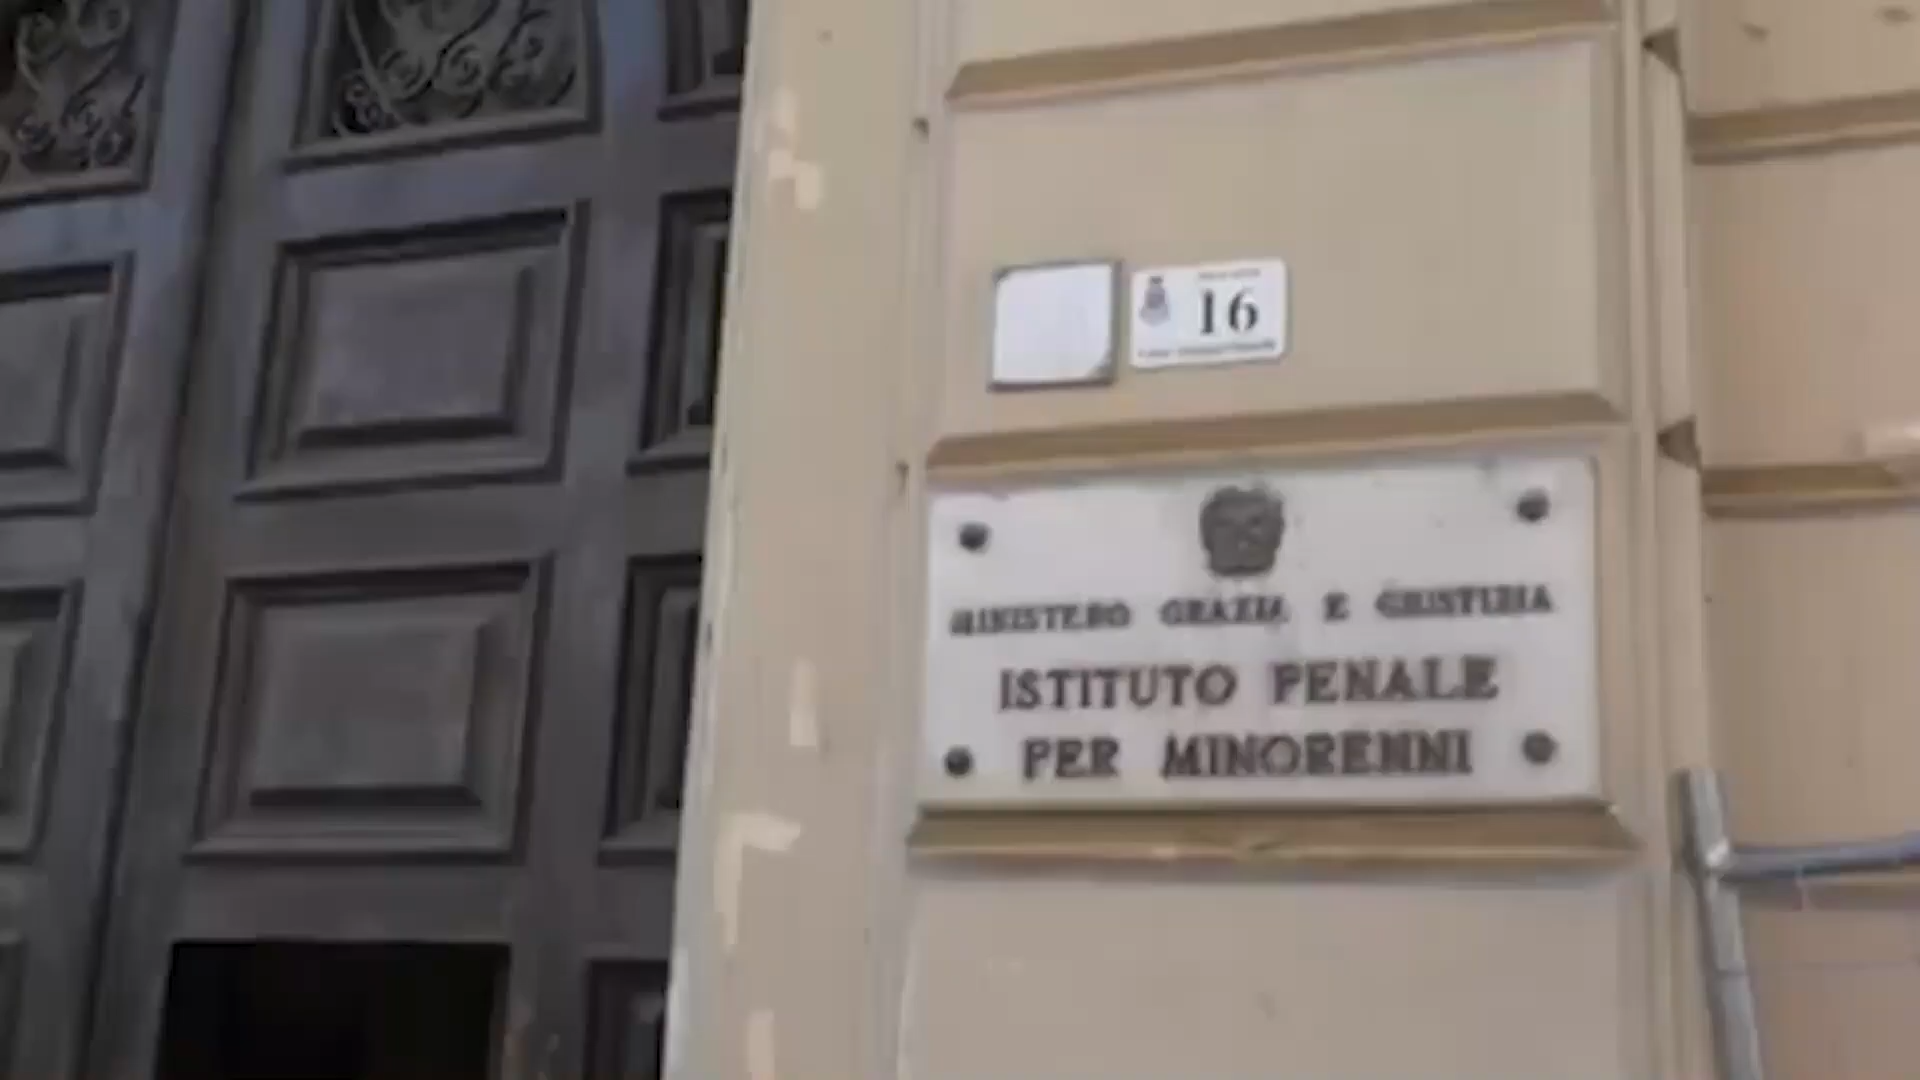 16
MINISTERO GRAZIA E GIUSTIZIA
ISTITUTO PENALE
PER MINORENNI